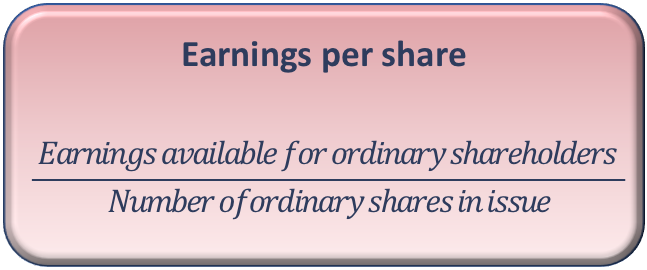 Earnings per share
Earnings available for ordinary shareholders
Number of ordinary shares in issue